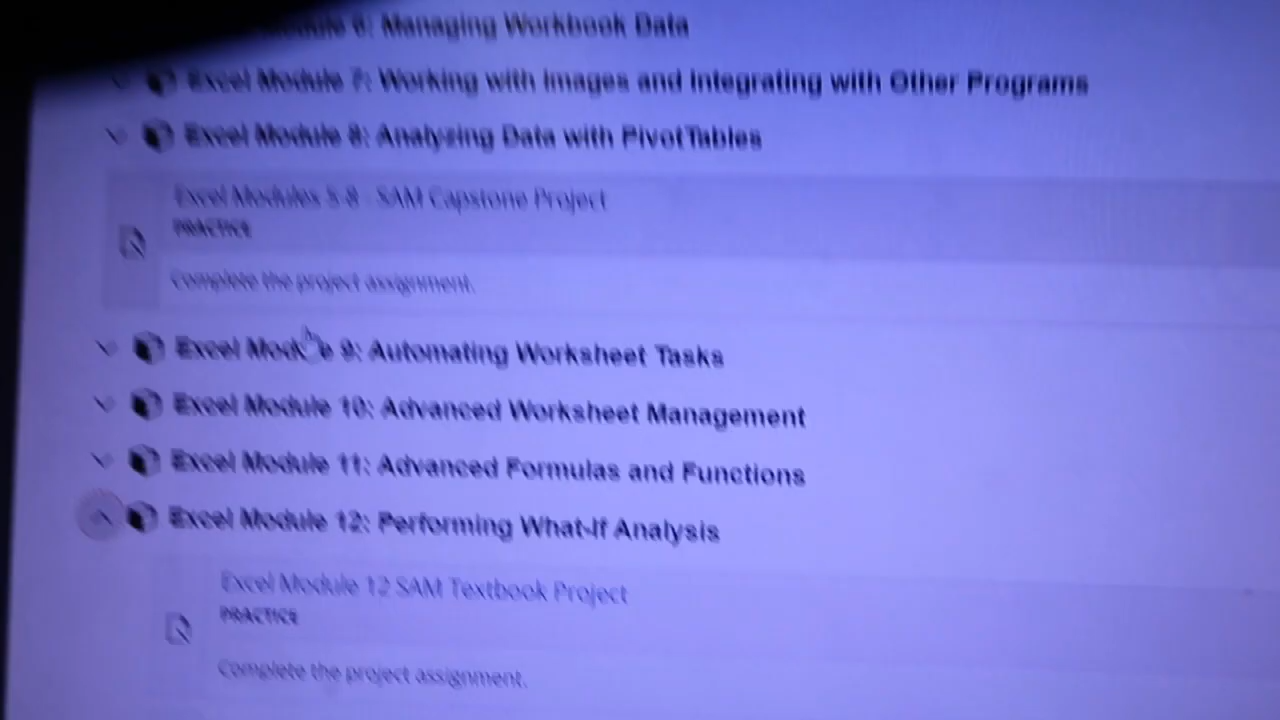 Module 6: Managing Workbook Data
Excel Module 7: Working with Images and Integrating with Other Programs
Excel Module 8: Analyzing Data with PivotTables
Excel Modules 5-8 - SAM Capstone Project
PRACTICE
Complete the project assignment.
Excel Module 9: Automating Worksheet Tasks
Excel Module 10: Advanced Worksheet Management
Excel Module 11: Advanced Formulas and Functions
Excel Module 12: Performing What-If Analysis
Excel Module 12 SAM Textbook Project
PRACTICE
Complete the project assignment.